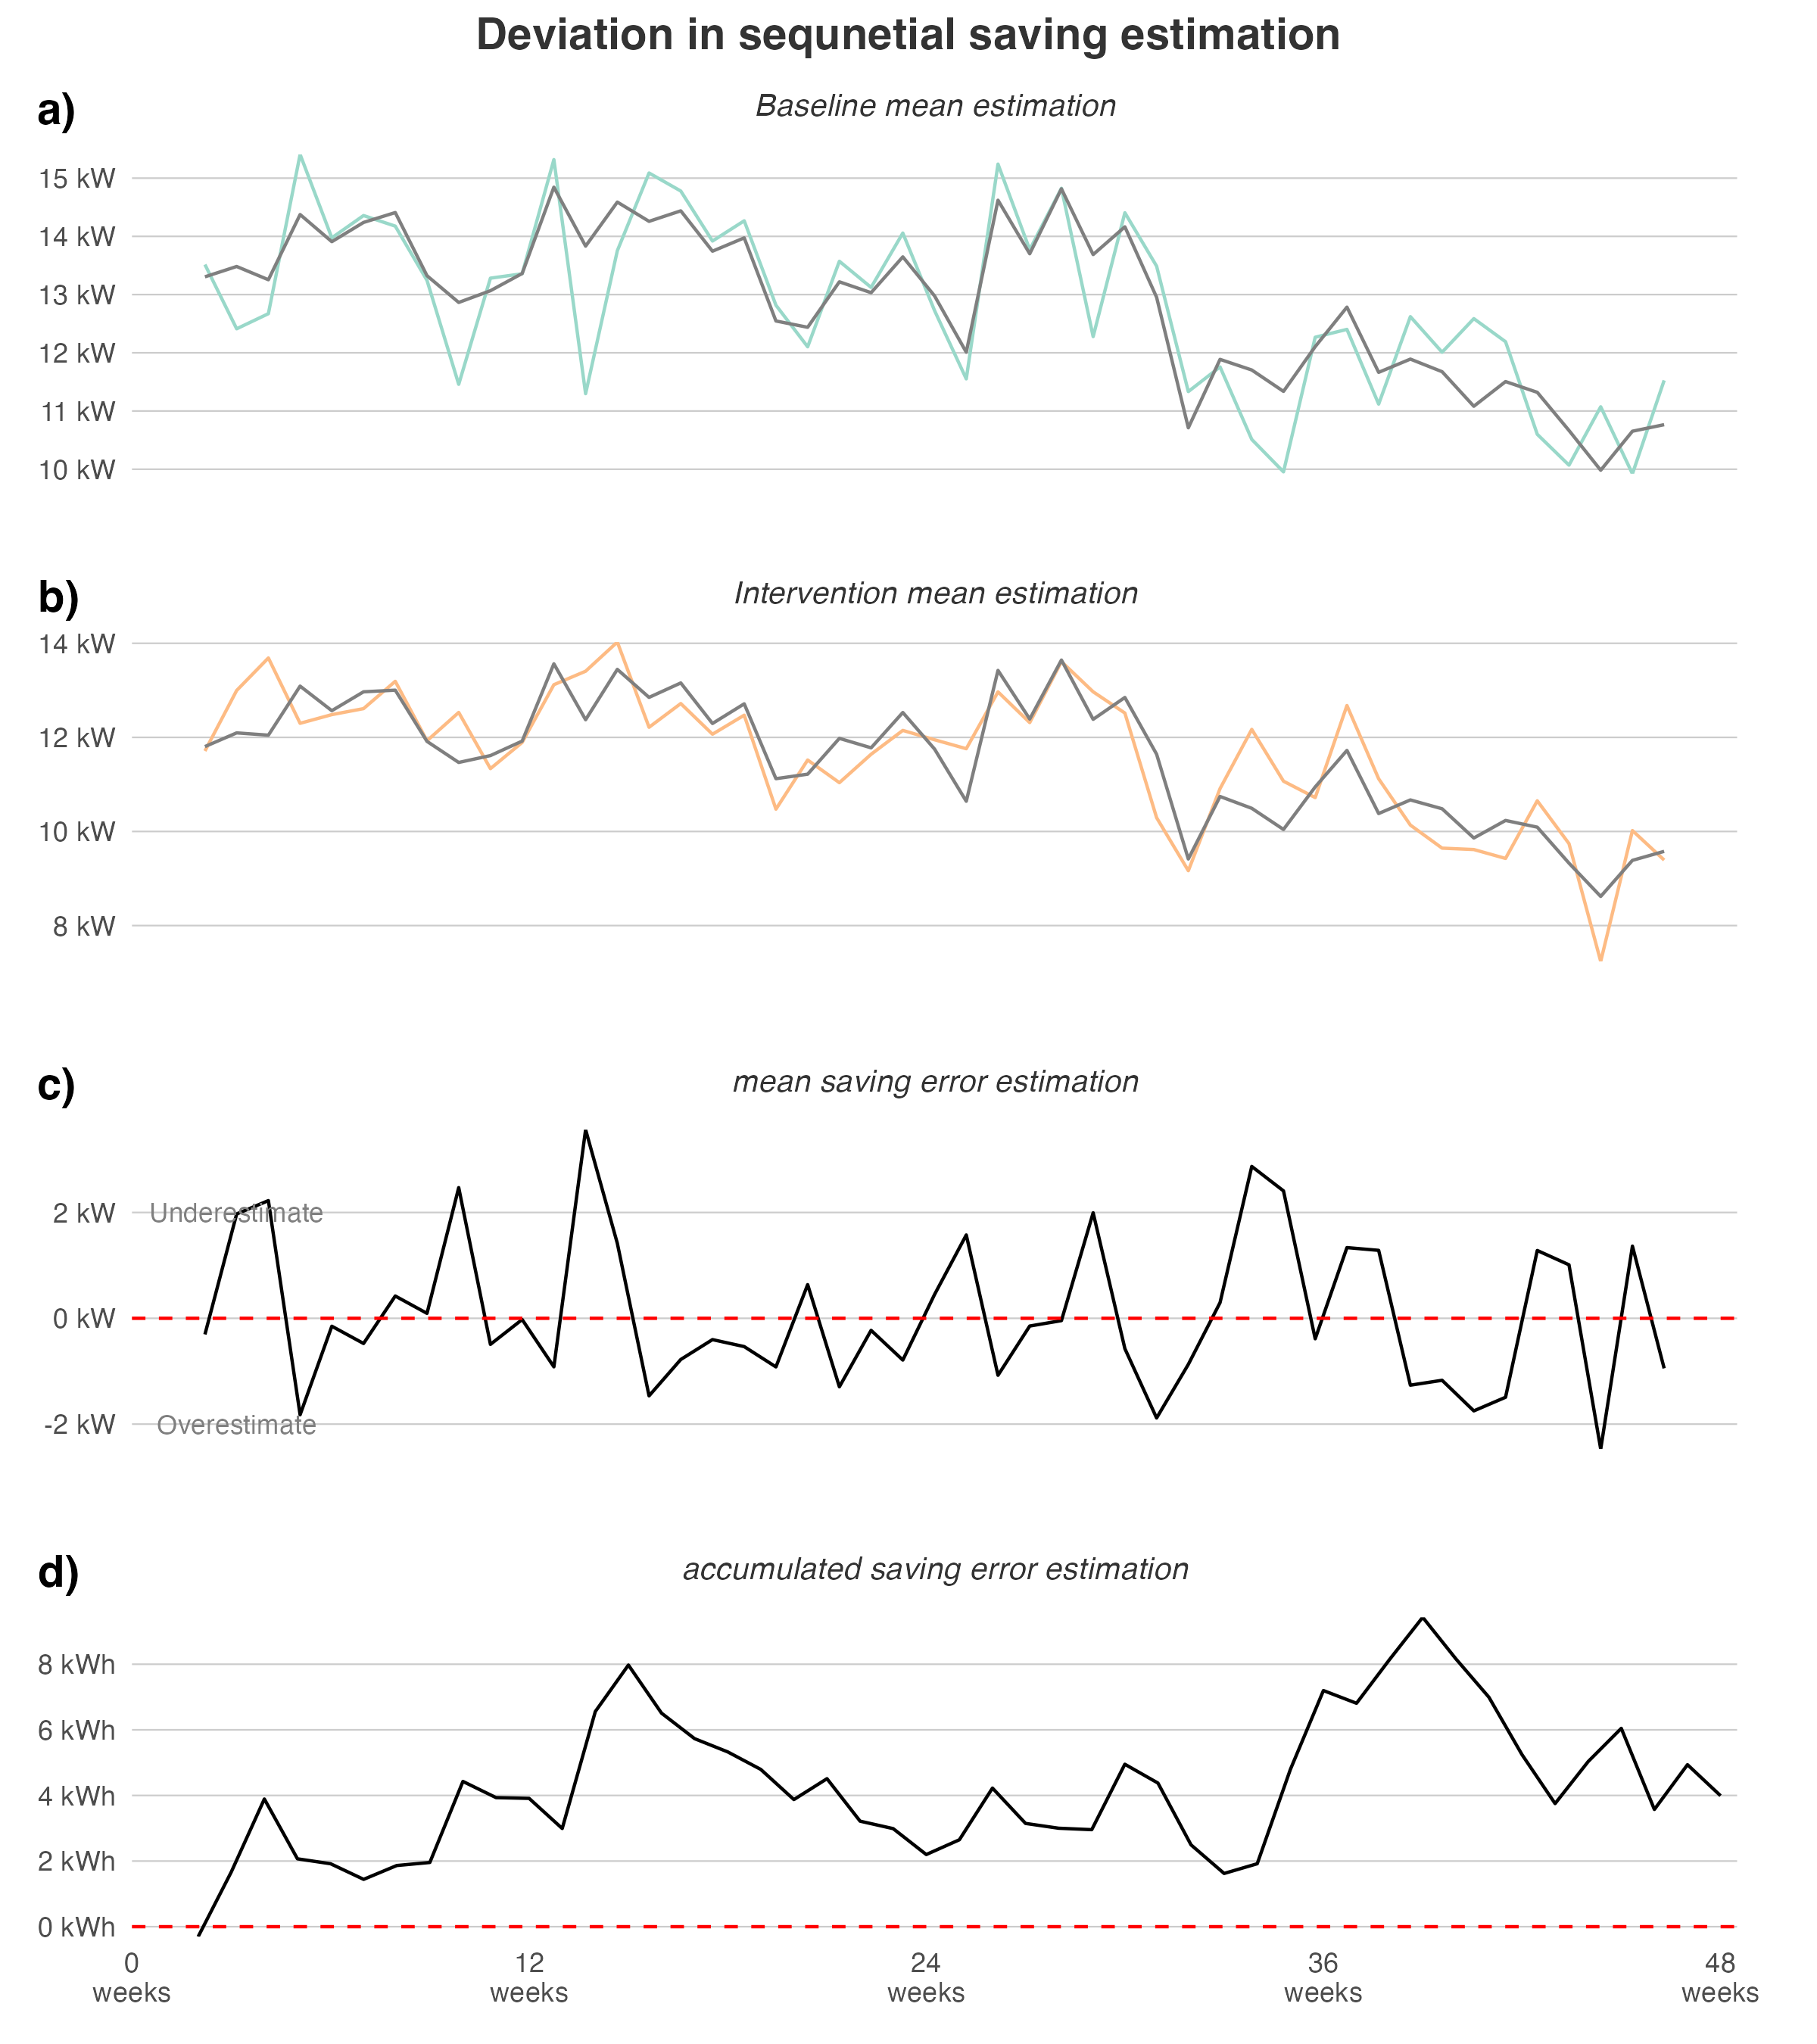 Deviation in sequnetial saving estimation
a)
Baseline mean estimation
15 kW
14 kW
13 kW
12 kW
11 kW
10 kW
b)
Intervention mean estimation
14 kW
12 kW
10 kW
8 kW
c)
mean saving error estimation
2 kW
Underestimate
0 kW
-2 kW
Overestimate
d)
accumulated saving error estimation
8 kWh
6 kWh
4 kWh
2 kWh
0 kWh
0 12 24 36 48
weeks weeks weeks weeks weeks